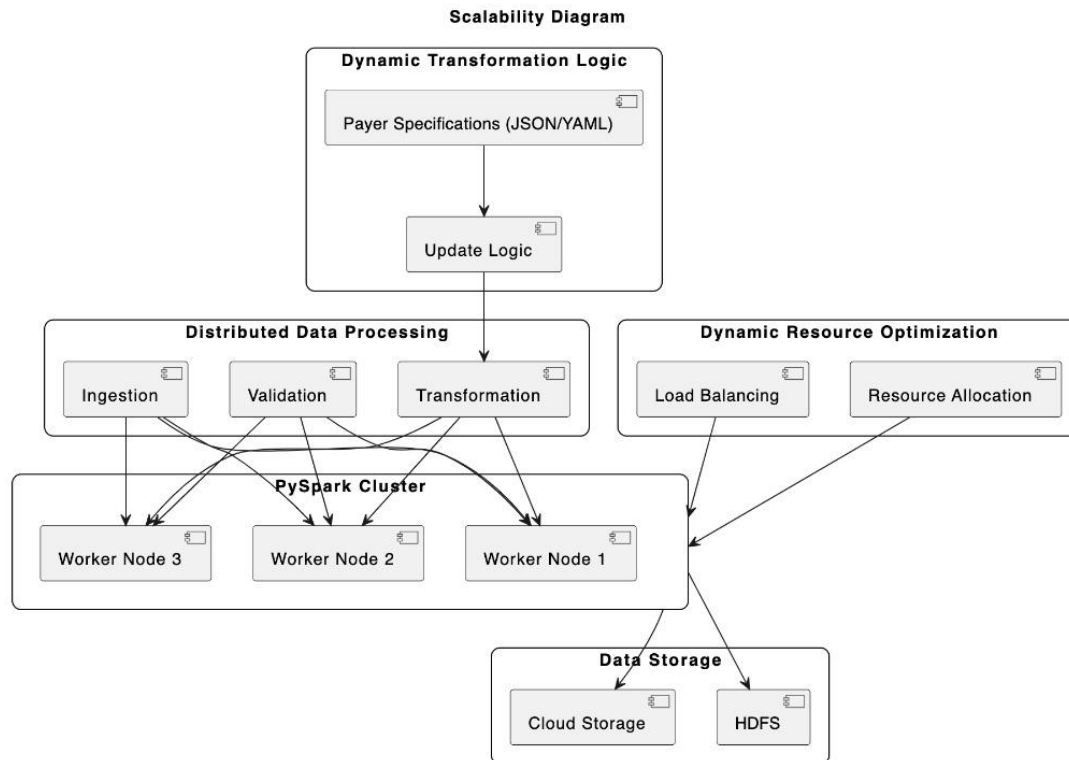 Scalability Diagram
Dynamic Transformation Logic
Payer Specifications (JSON/YAML)
Update Logic
Distributed Data Processing
Ingestion
Validation
Transformation
Dynamic Resource Optimization
Load Balancing
Resource Allocation
PySpark Cluster
Worker Node 3
Worker Node 2
Worker Node 1
Data Storage
Cloud Storage
HDFS